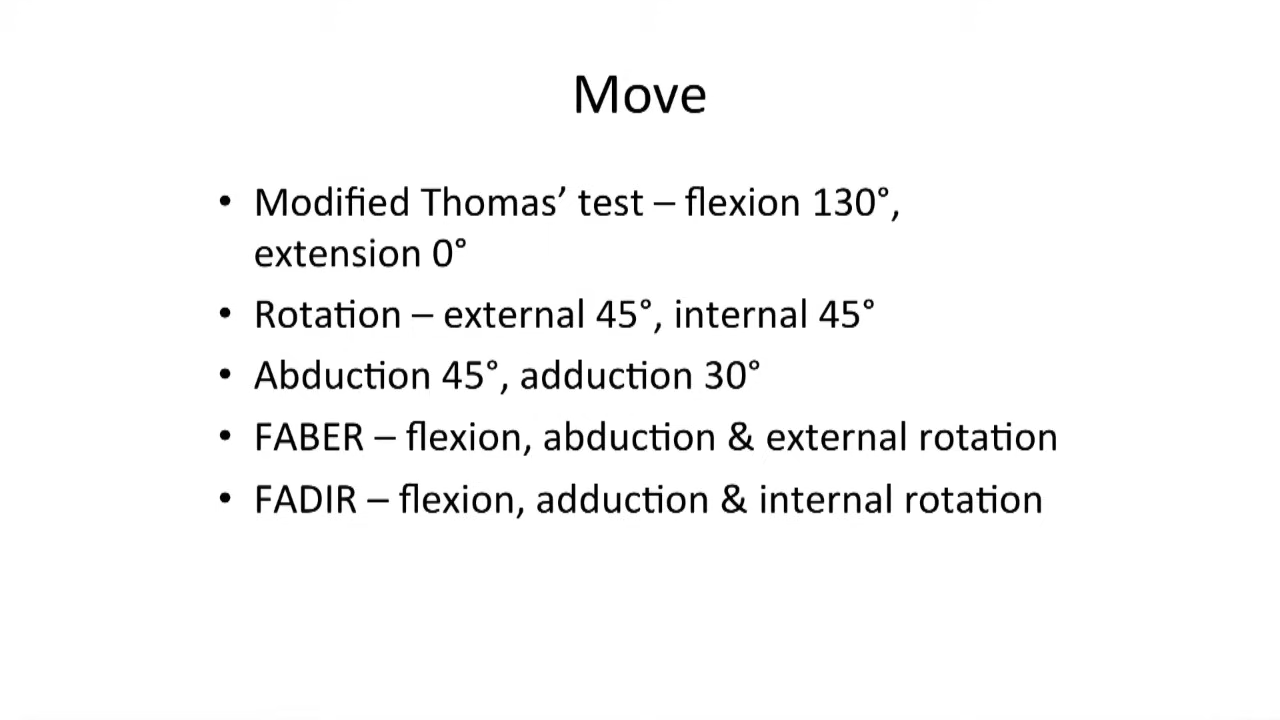 Move
• Modified Thomas’ test – flexion 130°,
extension 0°
• Rotation – external 45°, internal 45°
• Abduction 45°, adduction 30°
• FABER – flexion, abduction & external rotation
• FADIR – flexion, adduction & internal rotation